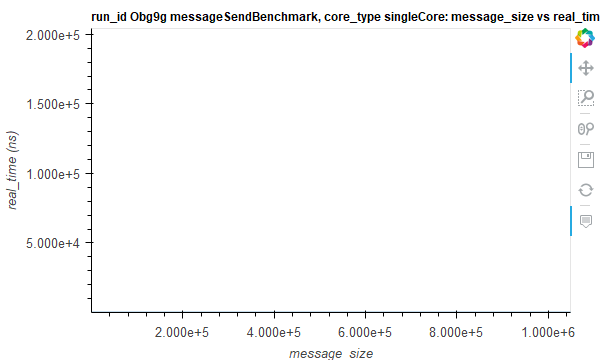 run_id Obg9g messageSendBenchmark, core_type singleCore: message_size vs real_tim
2.000e+5
1.500e+5
1.000e+5
5.000e+4
real_time (ns)
2.000e+5 4.000e+5 6.000e+5 8.000e+5 1.000e+6
message_size